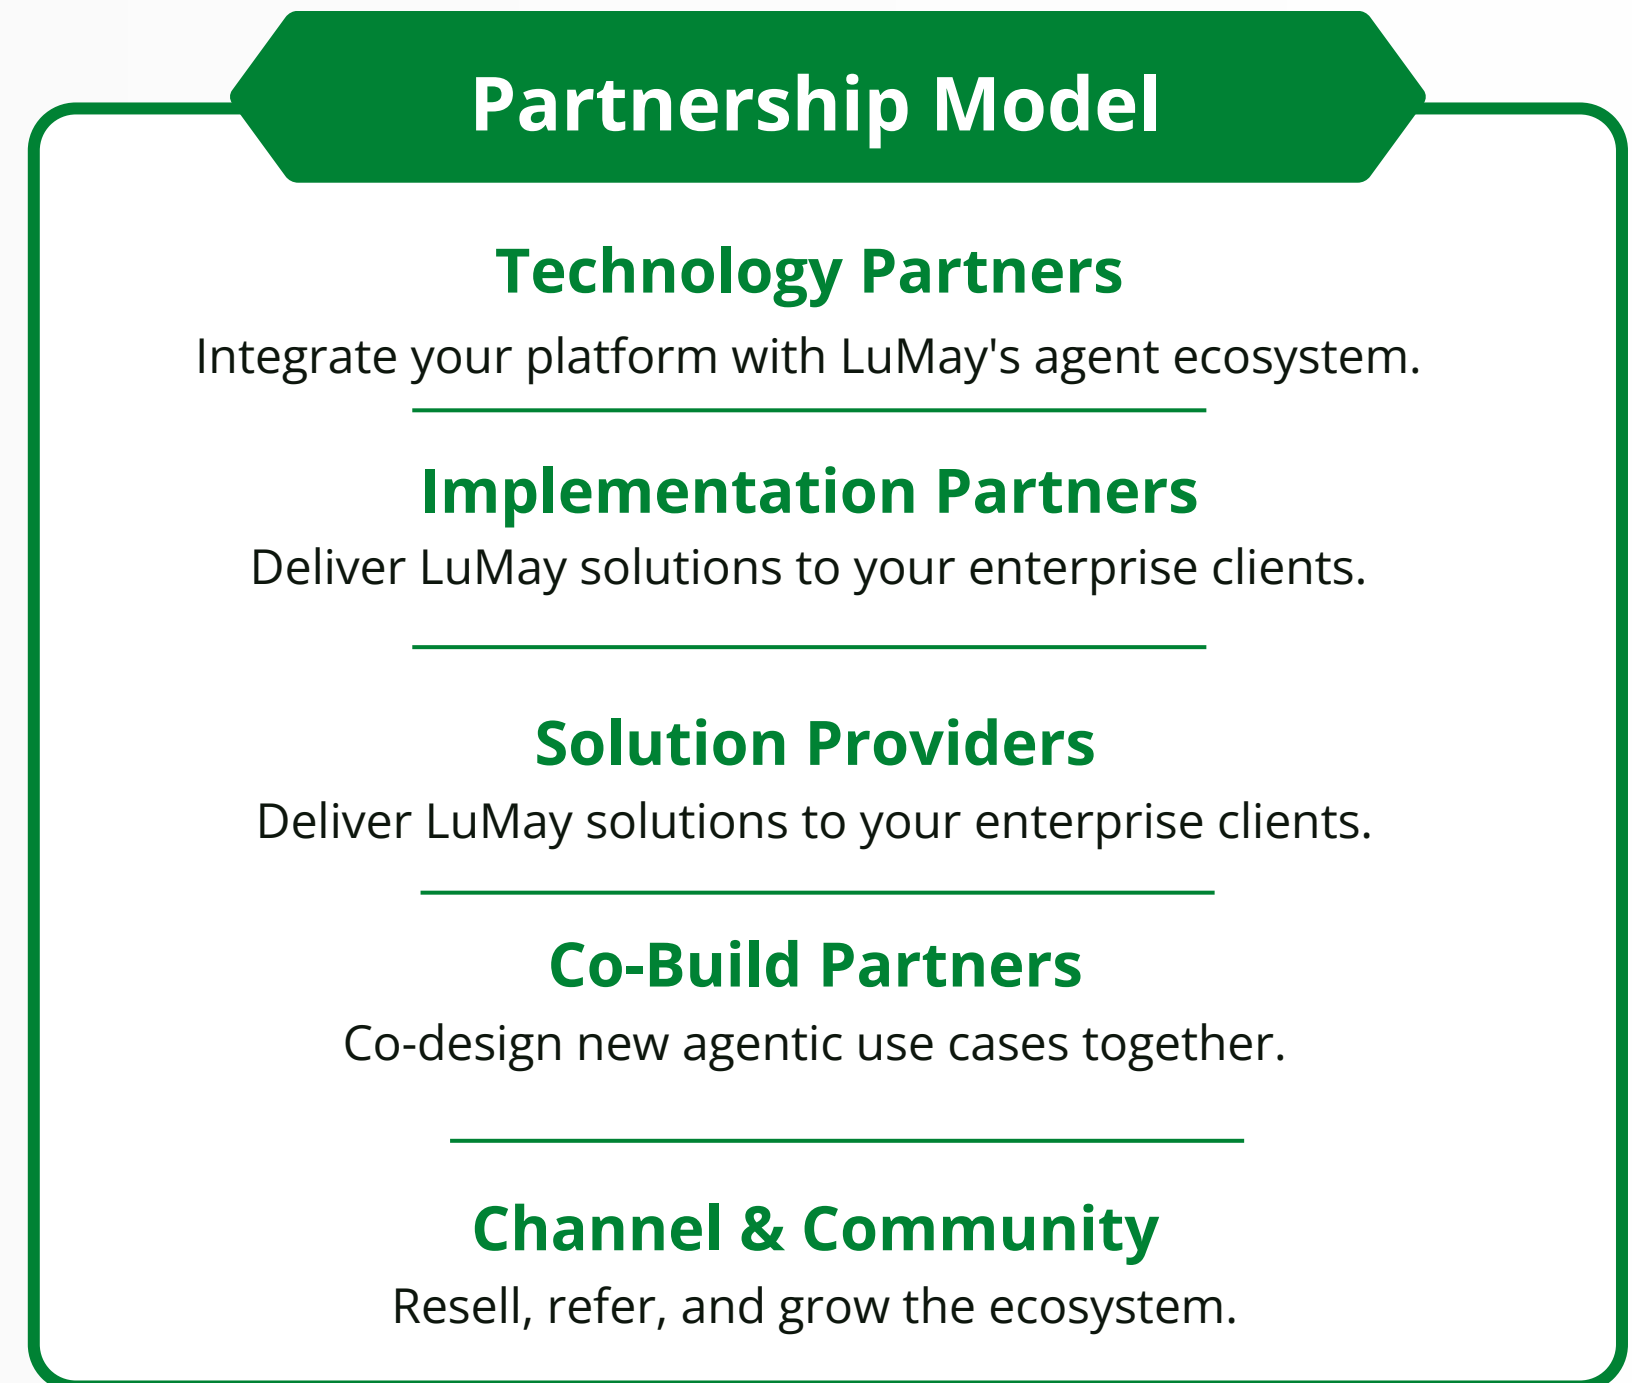 Partnership Model
Technology Partners
Integrate your platform with LuMay's agent ecosystem.
Implementation Partners
Deliver LuMay solutions to your enterprise clients.
Solution Providers
Deliver LuMay solutions to your enterprise clients.
Co-Build Partners
Co-design new agentic use cases together.
Channel & Community
Resell, refer, and grow the ecosystem.